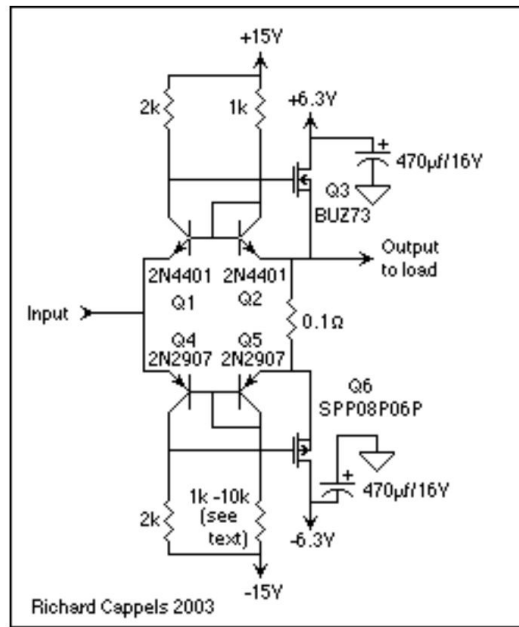 +15V
2k
1k
+6.3V
+
470µf/16V
Q3
BUZ73
Output
to load
2N4401
2N4401
Q1
Q2
Input
0.1Ω
Q4
Q5
2N2907
2N2907
Q6
SPP08P06P
+
470µf/16V
2k
1k -10k
(see
text)
-6.3V
-15V
Richard Cappels 2003